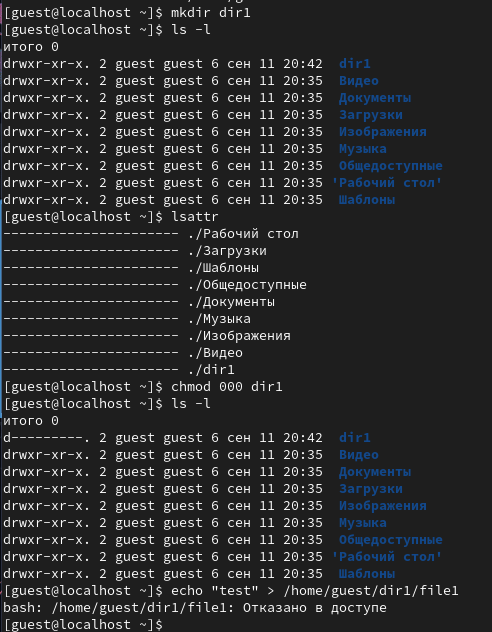 [guest@localhost ~]$ mkdir dir1
[guest@localhost ~]$ ls -l
итого 0
drwxr-xr-x. 2 guest guest 6 сен 11 20:42  dir1
drwxr-xr-x. 2 guest guest 6 сен 11 20:35  Видео
drwxr-xr-x. 2 guest guest 6 сен 11 20:35  Документы
drwxr-xr-x. 2 guest guest 6 сен 11 20:35  Загрузки
drwxr-xr-x. 2 guest guest 6 сен 11 20:35  Изображения
drwxr-xr-x. 2 guest guest 6 сен 11 20:35  Музыка
drwxr-xr-x. 2 guest guest 6 сен 11 20:35  Общедоступные
drwxr-xr-x. 2 guest guest 6 сен 11 20:35 'Рабочий стол'
drwxr-xr-x. 2 guest guest 6 сен 11 20:35  Шаблоны
[guest@localhost ~]$ lsattr
---------------------- ./Рабочий стол
---------------------- ./Загрузки
---------------------- ./Шаблоны
---------------------- ./Общедоступные
---------------------- ./Документы
---------------------- ./Музыка
---------------------- ./Изображения
---------------------- ./Видео
---------------------- ./dir1
[guest@localhost ~]$ chmod 000 dir1
[guest@localhost ~]$ ls -l
итого 0
d---------. 2 guest guest 6 сен 11 20:42  dir1
drwxr-xr-x. 2 guest guest 6 сен 11 20:35  Видео
drwxr-xr-x. 2 guest guest 6 сен 11 20:35  Документы
drwxr-xr-x. 2 guest guest 6 сен 11 20:35  Загрузки
drwxr-xr-x. 2 guest guest 6 сен 11 20:35  Изображения
drwxr-xr-x. 2 guest guest 6 сен 11 20:35  Музыка
drwxr-xr-x. 2 guest guest 6 сен 11 20:35  Общедоступные
drwxr-xr-x. 2 guest guest 6 сен 11 20:35 'Рабочий стол'
drwxr-xr-x. 2 guest guest 6 сен 11 20:35  Шаблоны
[guest@localhost ~]$ echo "test" > /home/guest/dir1/file1
bash: /home/guest/dir1/file1: Отказано в доступе
[guest@localhost ~]$